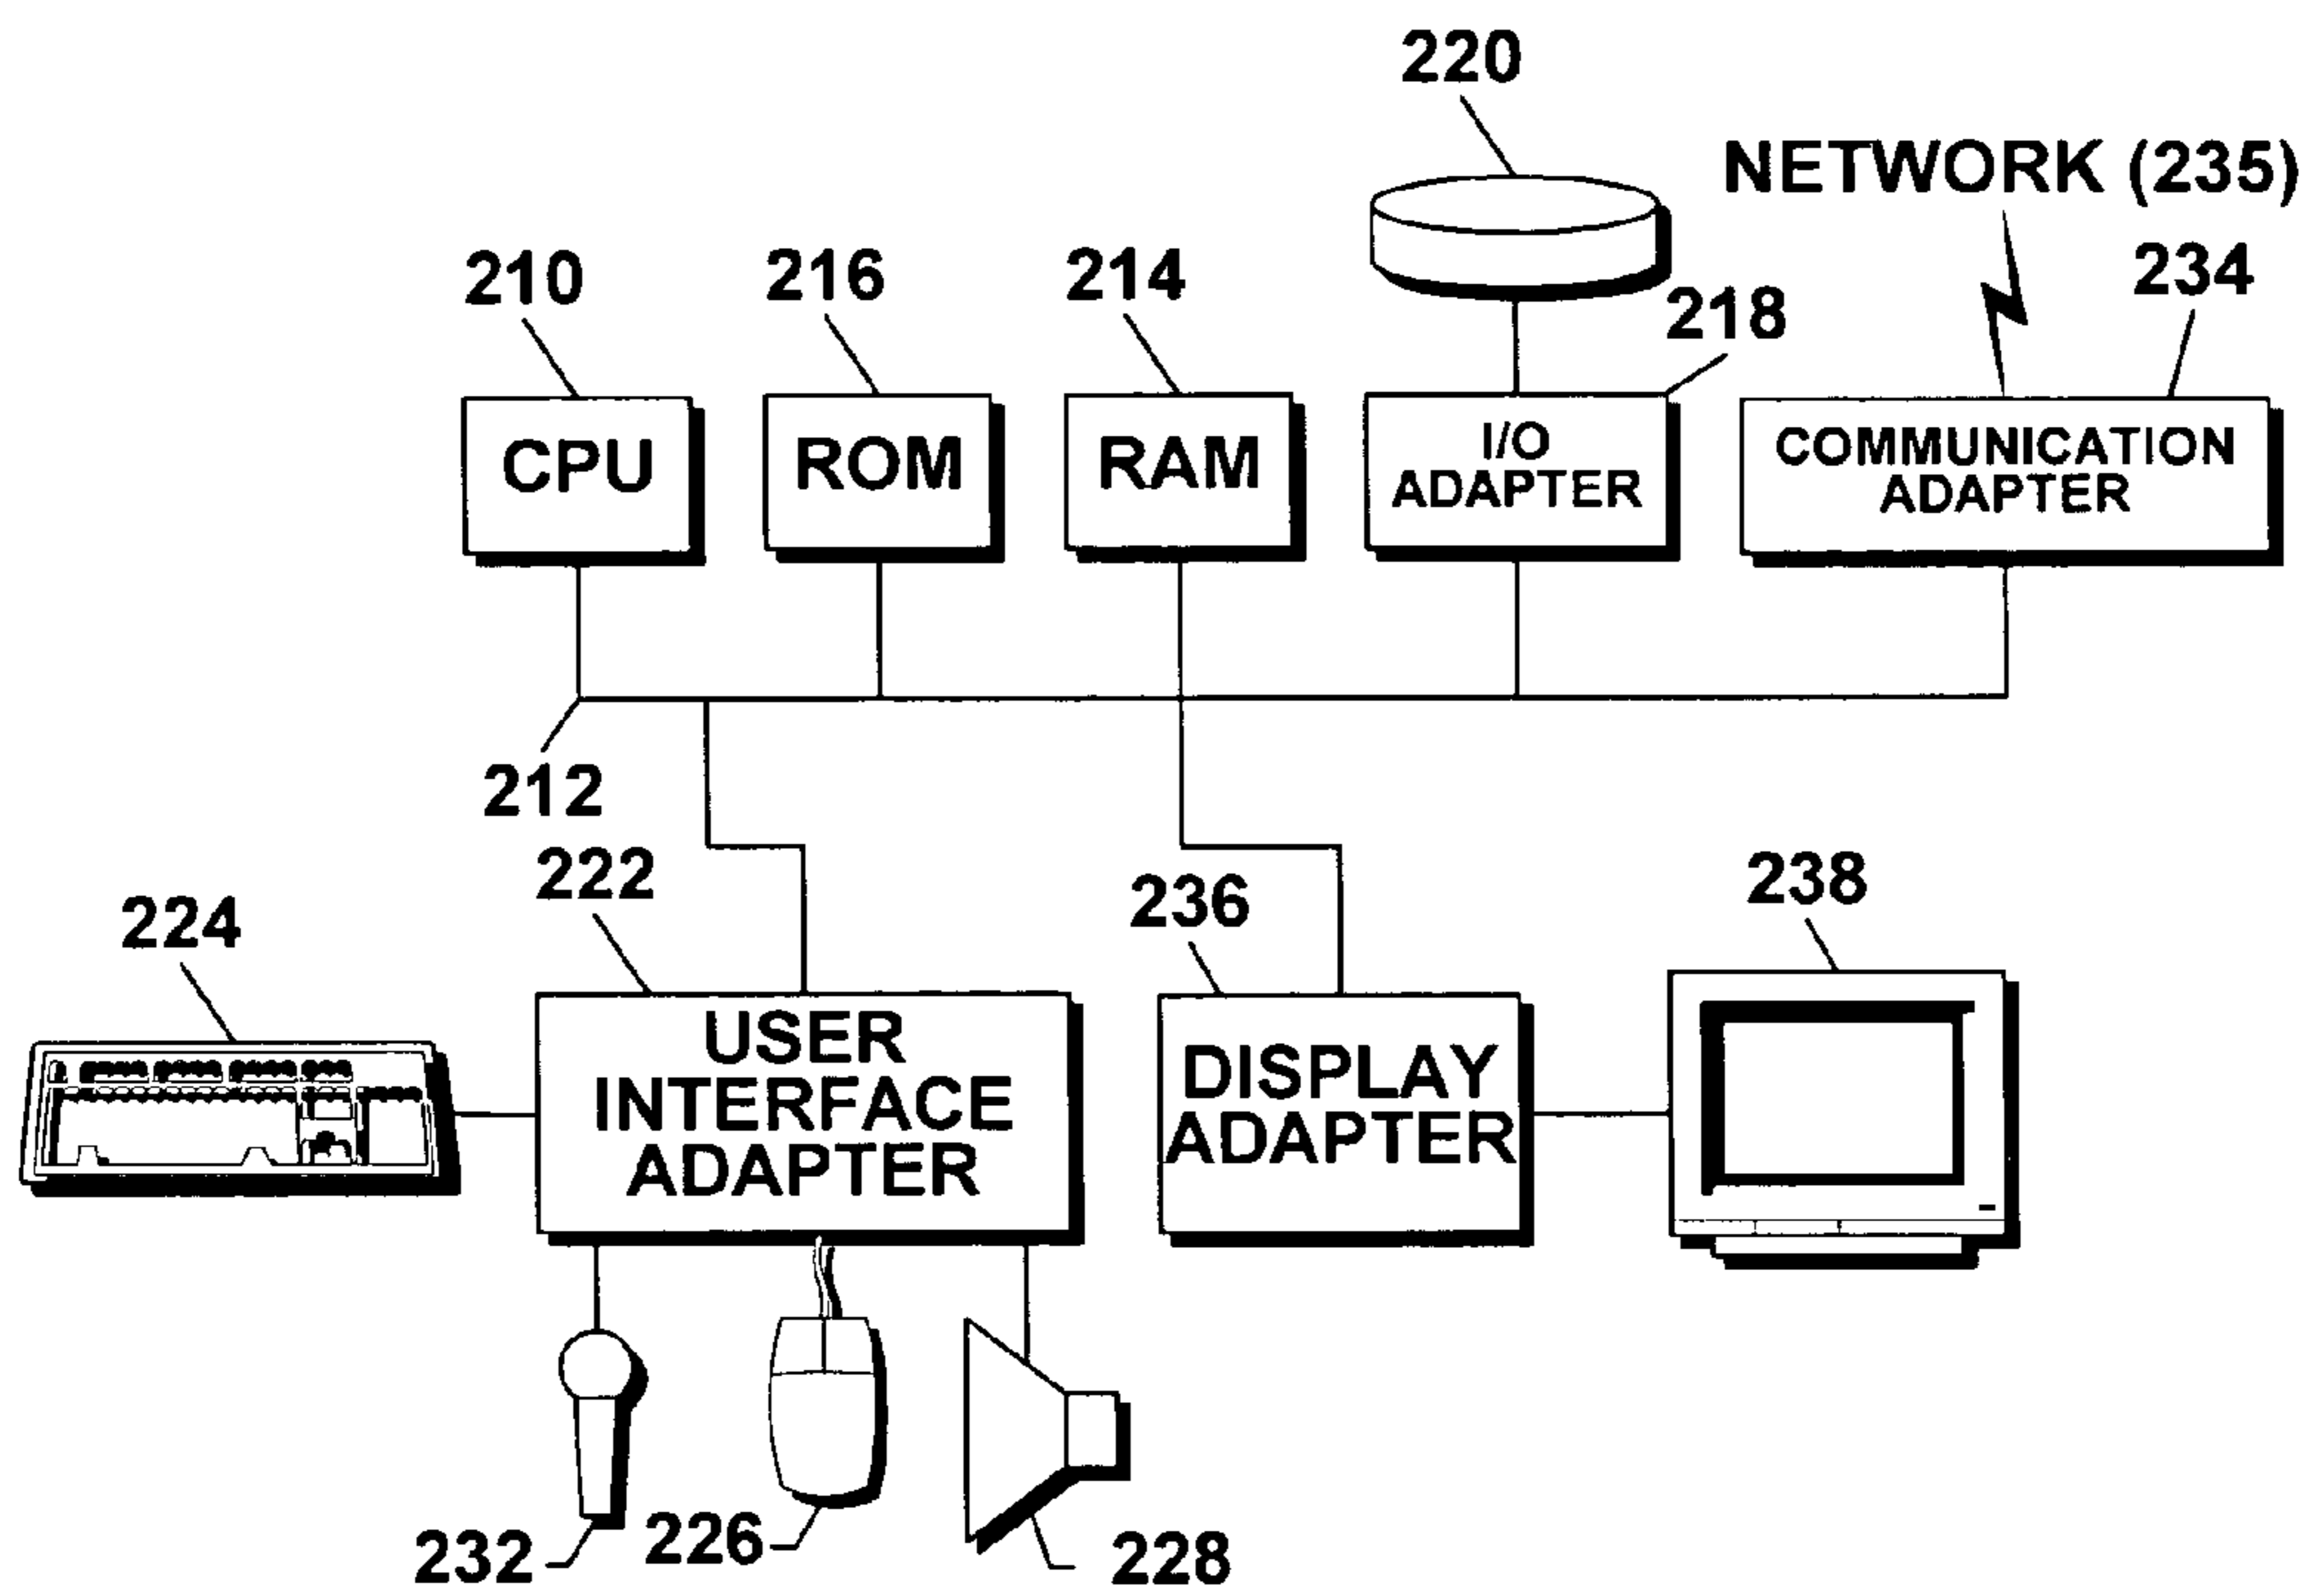 220
NETWORK (235)
210
216
214
218
234
CPU
ROM
RAM
I/O
ADAPTER
COMMUNICATION
ADAPTER
212
222
236
238
224
USER
INTERFACE
ADAPTER
DISPLAY
ADAPTER
232
226
228